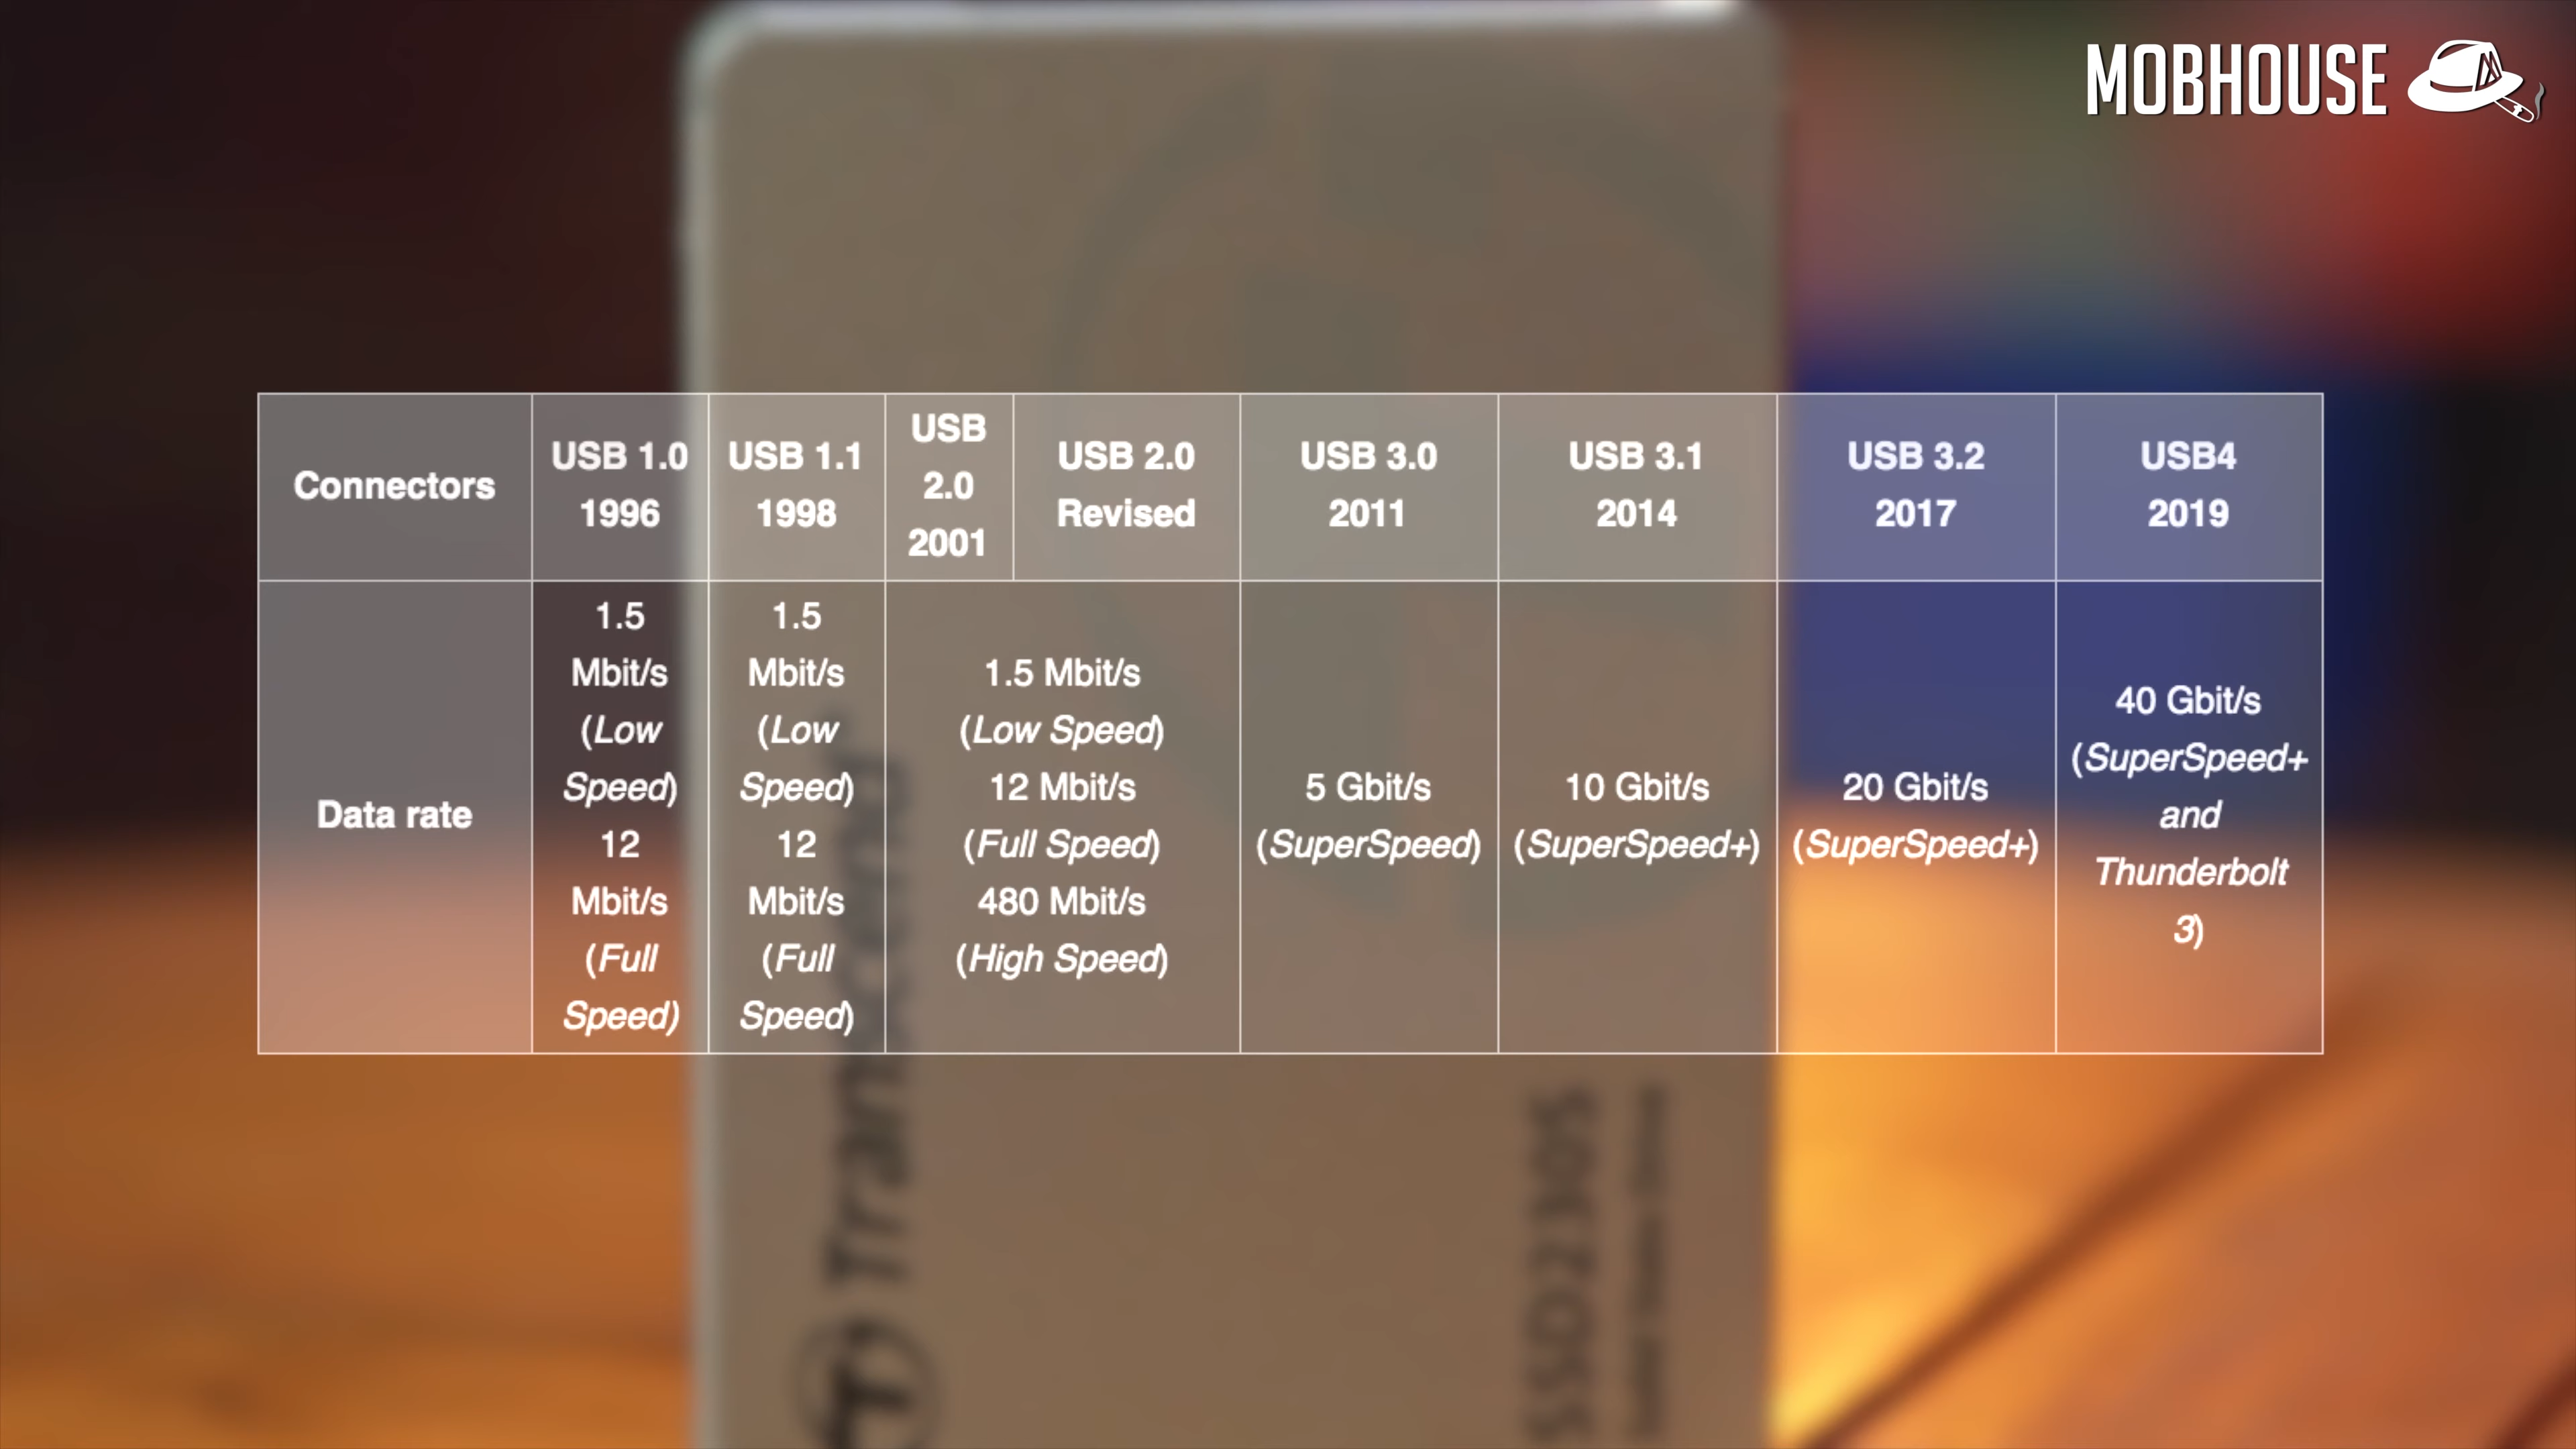 MOBHOUSE
Connectors
USB 1.0
1996
USB 1.1
1998
USB
2.0
2001
USB 2.0
Revised
USB 3.0
2011
USB 3.1
2014
USB 3.2
2017
USB4
2019
Data rate
1.5
Mbit/s
(Low
Speed)
12
Mbit/s
(Full
Speed)
1.5
Mbit/s
(Low
Speed)
12
Mbit/s
(Full
Speed)
1.5 Mbit/s
(Low Speed)
12 Mbit/s
(Full Speed)
480 Mbit/s
(High Speed)
5 Gbit/s
(SuperSpeed)
10 Gbit/s
(SuperSpeed+)
20 Gbit/s
(SuperSpeed+)
40 Gbit/s
(SuperSpeed+
and
Thunderbolt
3)
Transcend
SSD230S